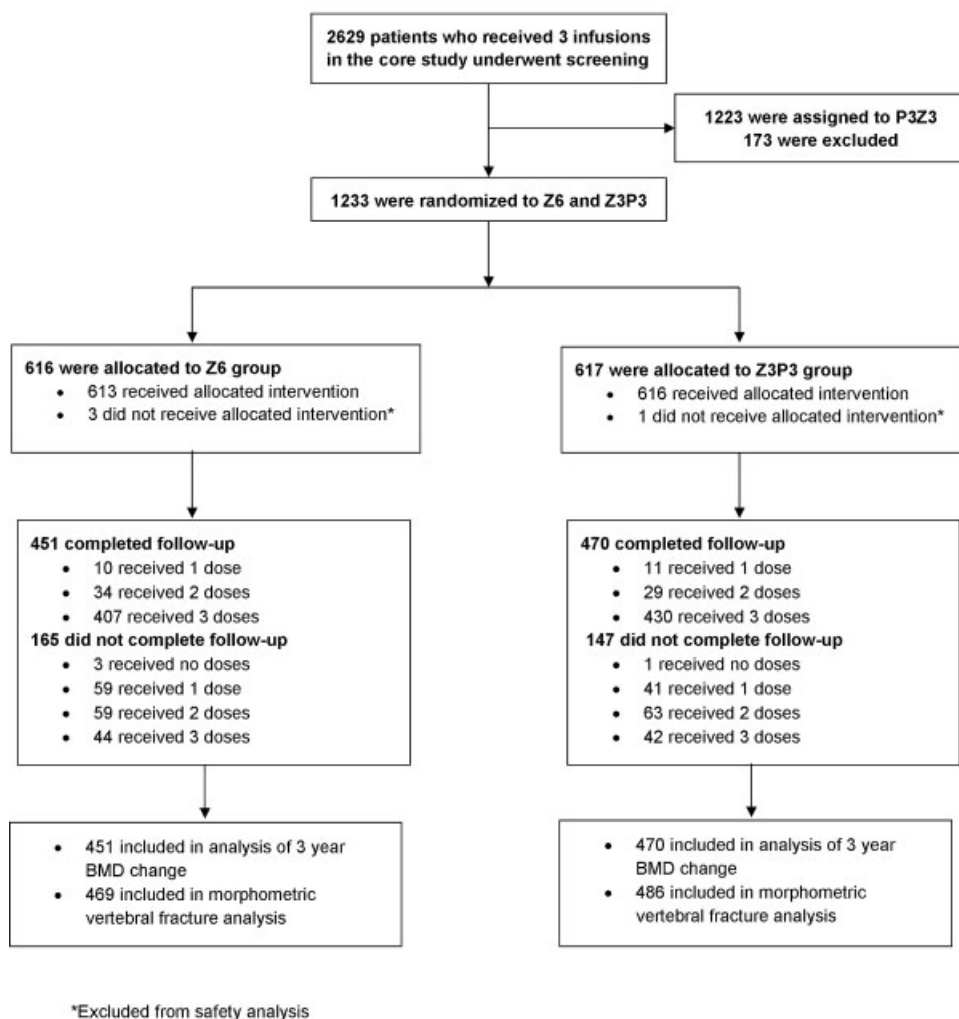 2629 patients who received 3 infusions
in the core study underwent screening
1223 were assigned to P3Z3
173 were excluded
1233 were randomized to Z6 and Z3P3
616 were allocated to Z6 group
• 613 received allocated intervention
• 3 did not receive allocated intervention*
617 were allocated to Z3P3 group
• 616 received allocated intervention
• 1 did not receive allocated intervention*
451 completed follow-up
• 10 received 1 dose
• 34 received 2 doses
• 407 received 3 doses
165 did not complete follow-up
• 3 received no doses
• 59 received 1 dose
• 59 received 2 doses
• 44 received 3 doses
470 completed follow-up
• 11 received 1 dose
• 29 received 2 doses
• 430 received 3 doses
147 did not complete follow-up
• 1 received no doses
• 41 received 1 dose
• 63 received 2 doses
• 42 received 3 doses
• 451 included in analysis of 3 year
BMD change
• 469 included in morphometric
vertebral fracture analysis
• 470 included in analysis of 3 year
BMD change
• 486 included in morphometric
vertebral fracture analysis
*Excluded from safety analysis